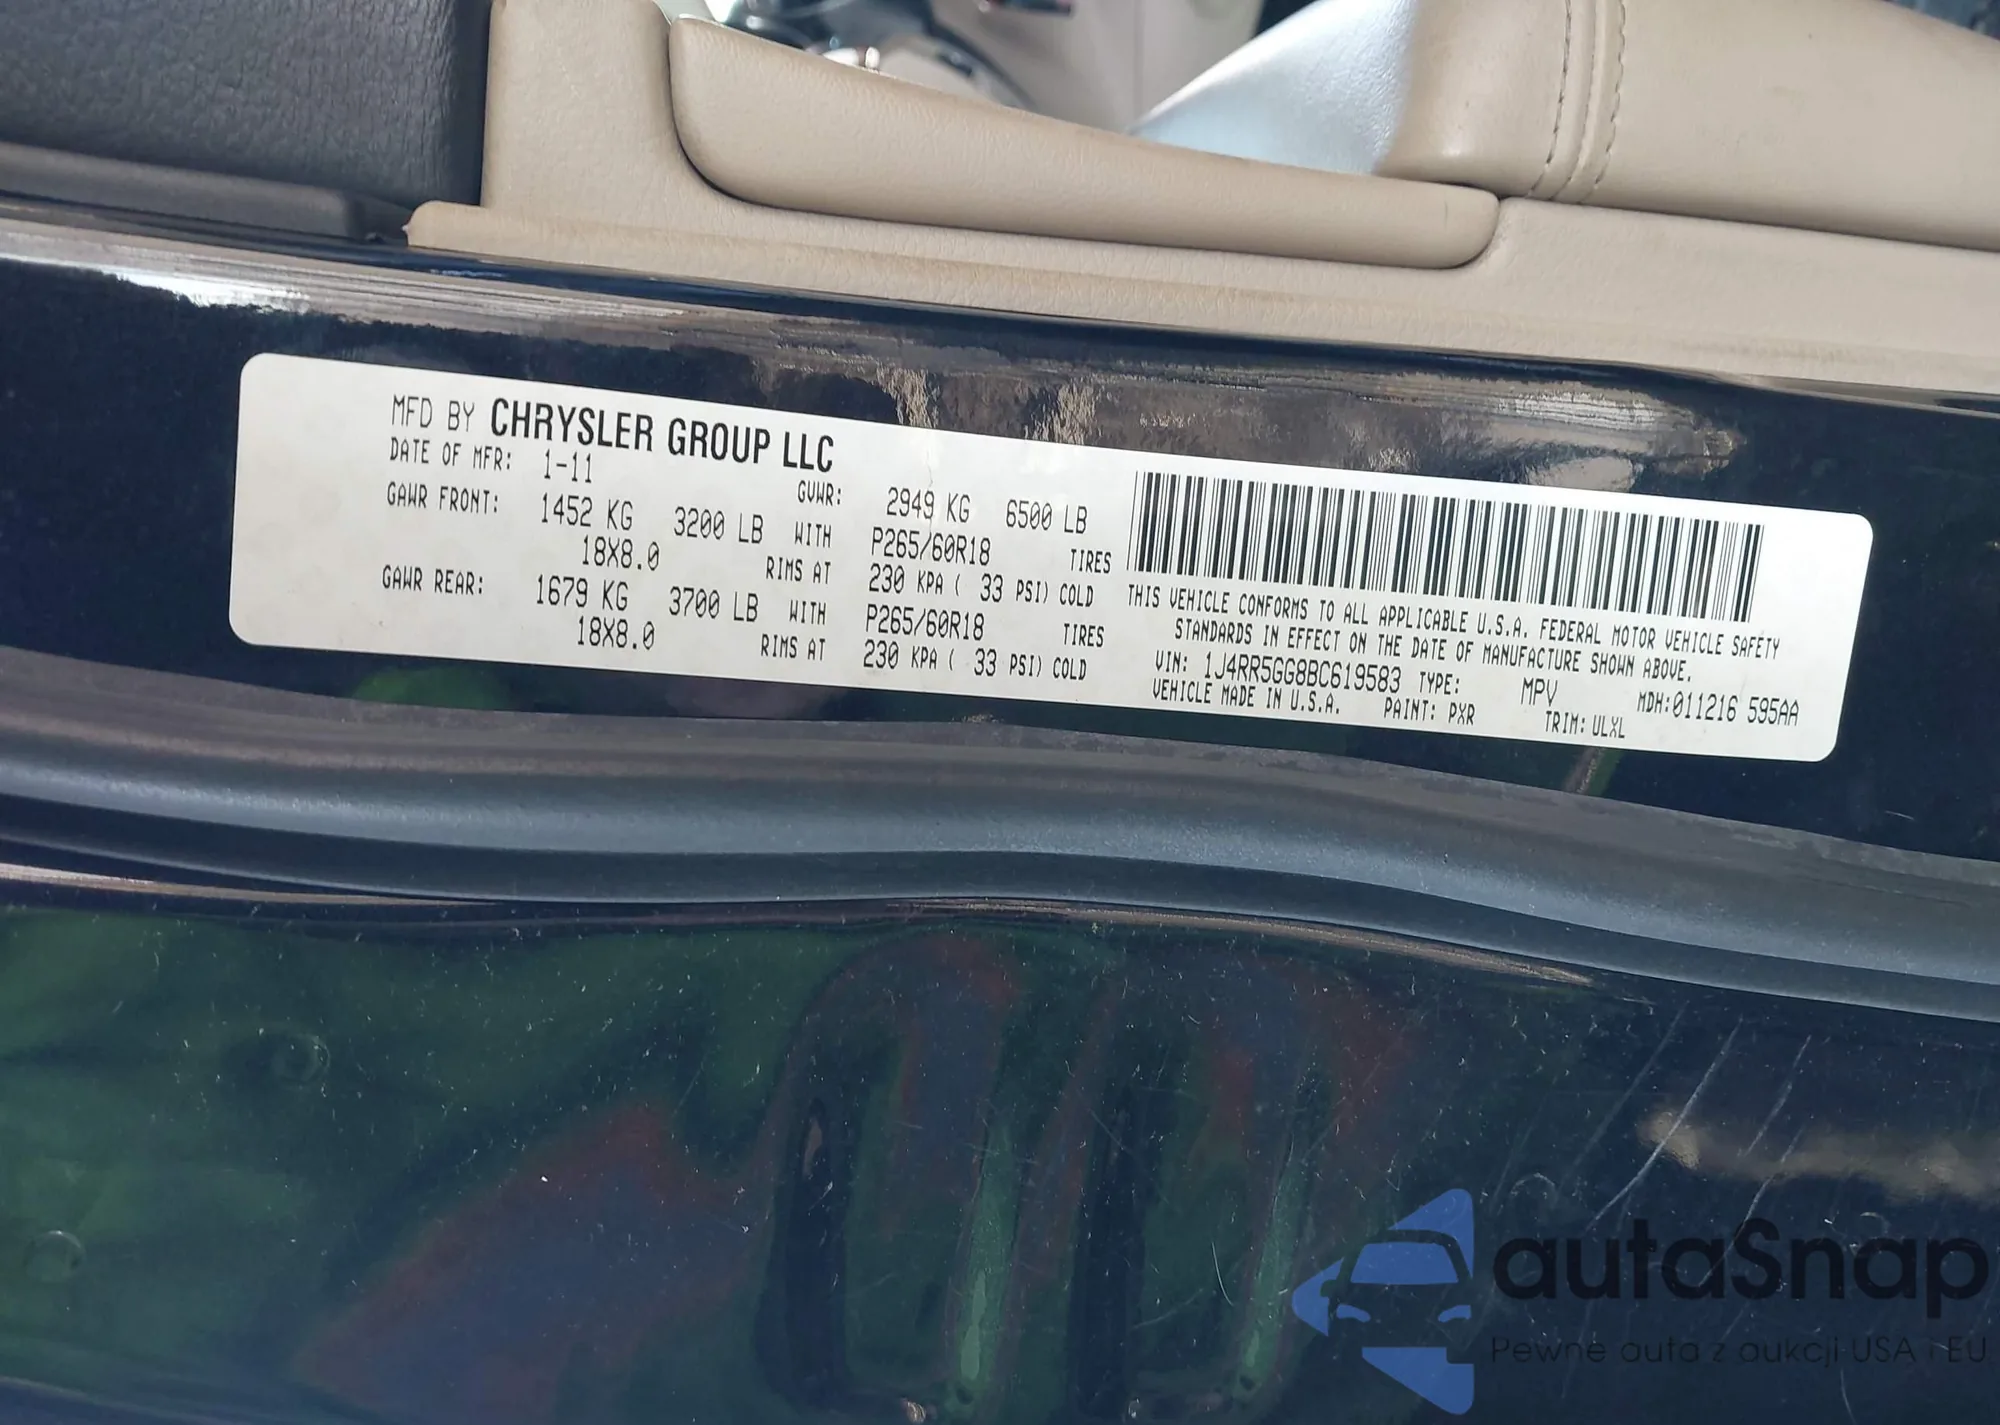 MFD BY CHRYSLER GROUP LLC
DATE OF MFR: 1-11 GVWR: 2949 KG 6500 LB
GAWR FRONT: 1452 KG 3200 LB WITH P265/60R18 TIRES
18X8.0 RIMS AT 230 KPA ( 33 PSI) COLD
GAWR REAR: 1679 KG 3700 LB WITH P265/60R18 TIRES
18X8.0 RIMS AT 230 KPA ( 33 PSI) COLD
THIS VEHICLE CONFORMS TO ALL APPLICABLE U.S.A. FEDERAL MOTOR VEHICLE SAFETY
STANDARDS IN EFFECT ON THE DATE OF MANUFACTURE SHOWN ABOVE.
VIN: 1J4RR5GG8BC619583 TYPE: MPV MDH:011216 595AA
VEHICLE MADE IN U.S.A. PAINT: PXR TRIM: ULXL
autaSnap
Pewne auta z aukcji USA i EU